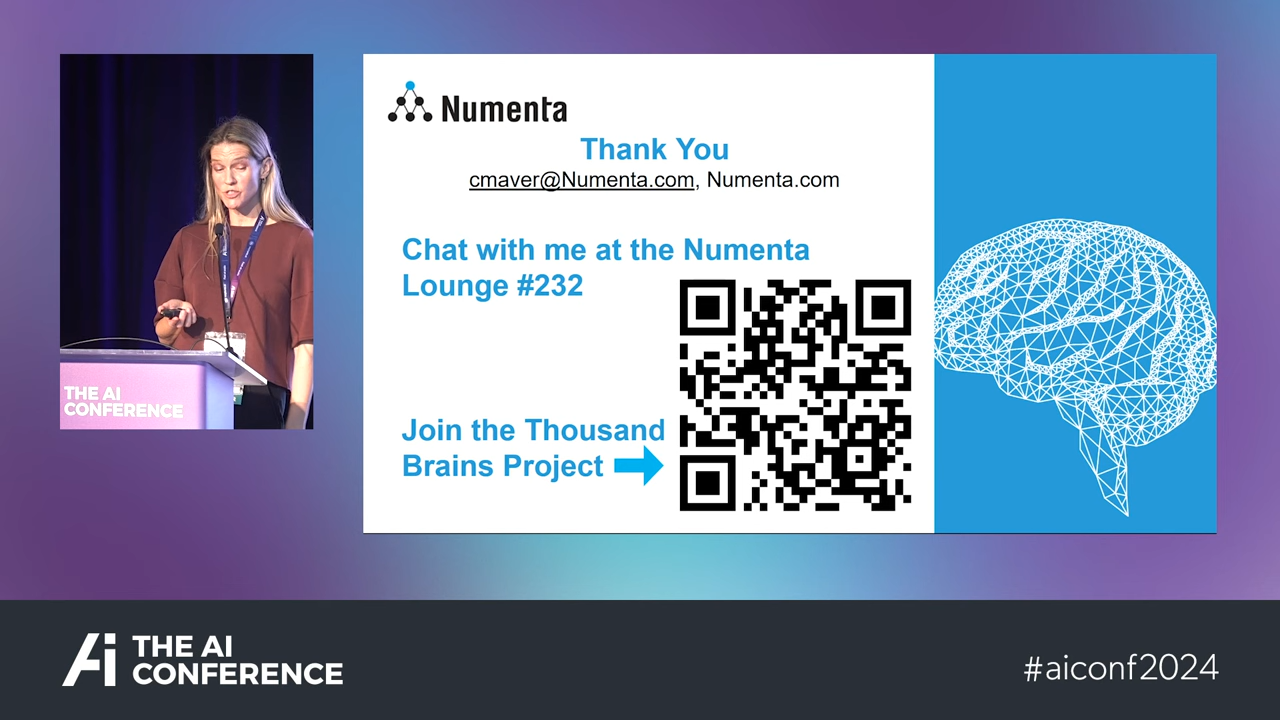 Numenta
Thank You
cmaver@Numenta.com, Numenta.com
Chat with me at the Numenta
Lounge #232
Join the Thousand
Brains Project
THE AI
CONFERENCE
Ai THE AI
CONFERENCE
#aiconf2024